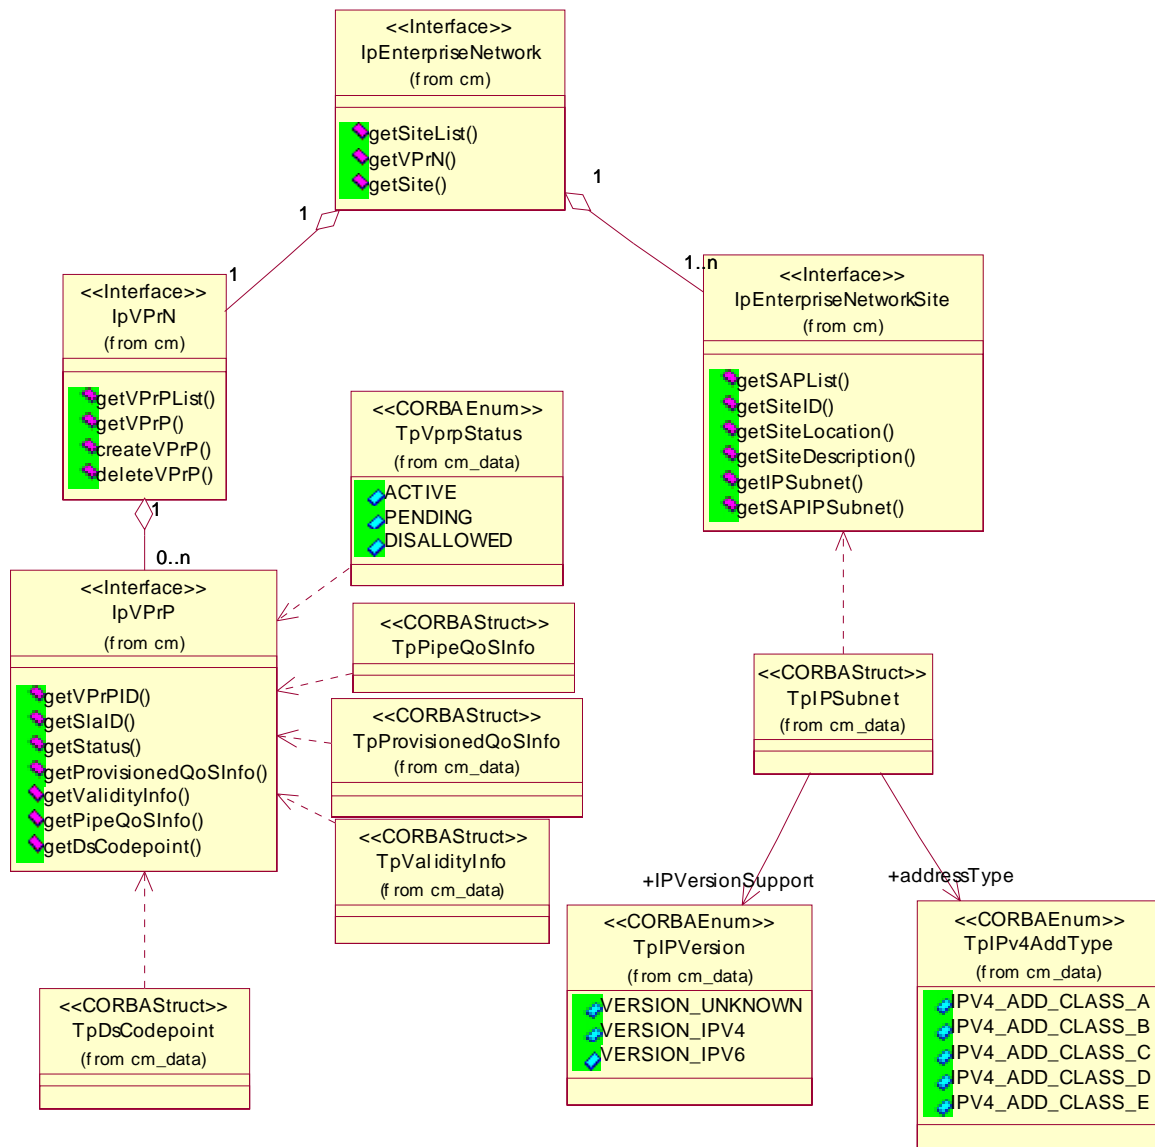 <<Interface>>
IpEnterpriseNetwork
(from cm)
getSiteList()
getVPrN()
getSite()
1
1
1
1..n
<<Interface>>
IpVPrN
(from cm)
getVPrPList()
getVPrP()
createVPrP()
deleteVPrP()
1
0..n
<<Interface>>
IpEnterpriseNetworkSite
(from cm)
getSAPList()
getSiteID()
getSiteLocation()
getSiteDescription()
getIPSubnet()
getSAPIPSubnet()
<<CORBAEnum>>
TpVprpStatus
(from cm_data)
ACTIVE
PENDING
DISALLOWED
<<Interface>>
IpVPrP
(from cm)
getVPrPID()
getSlaID()
getStatus()
getProvisionedQoSInfo()
getValidityInfo()
getPipeQoSInfo()
getDsCodepoint()
<<CORBAStruct>>
TpPipeQoSInfo
<<CORBAStruct>>
TpProvisionedQoSInfo
(from cm_data)
<<CORBAStruct>>
TpValidityInfo
(from cm_data)
<<CORBAStruct>>
TpIPSubnet
(from cm_data)
+IPVersionSupport
+addressType
<<CORBAEnum>>
TpIPVersion
(from cm_data)
VERSION_UNKNOWN
VERSION_IPV4
VERSION_IPV6
<<CORBAEnum>>
TpIPv4AddType
(from cm_data)
IPV4_ADD_CLASS_A
IPV4_ADD_CLASS_B
IPV4_ADD_CLASS_C
IPV4_ADD_CLASS_D
IPV4_ADD_CLASS_E
<<CORBAStruct>>
TpDsCodepoint
(from cm_data)